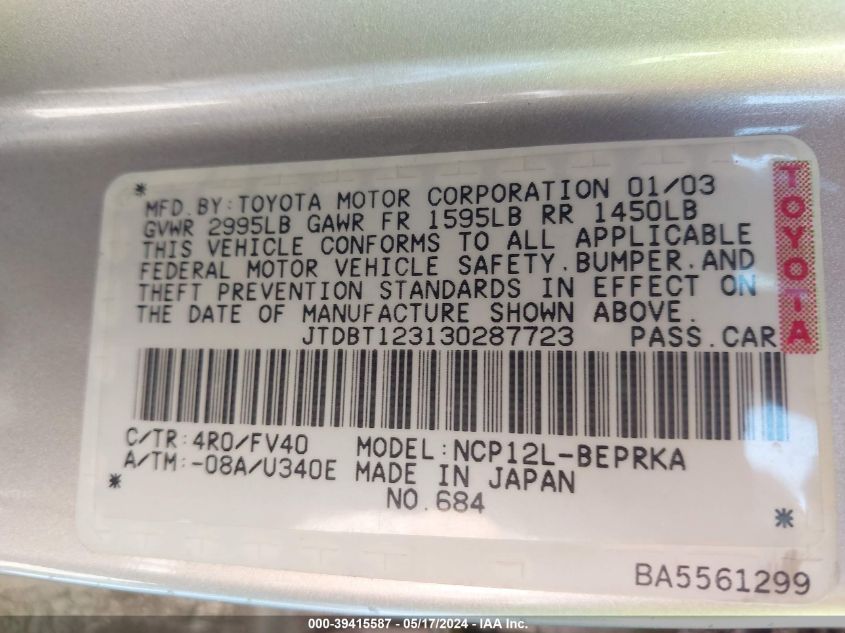 * MFD.BY:TOYOTA MOTOR CORPORATION 01/03
GVWR 2995LB GAWR FR 1595LB RR 1450LB
THIS VEHICLE CONFORMS TO ALL APPLICABLE
FEDERAL MOTOR VEHICLE SAFETY,BUMPER,AND
THEFT PREVENTION STANDARDS IN EFFECT ON
THE DATE OF MANUFACTURE SHOWN ABOVE.
JTDBT123130287723 PASS.CAR
TOYOTA
C/TR:4R0/FV40 MODEL:NCP12L-BEPRKA
A/TM:-08A/U340E MADE IN JAPAN
* NO.684 *
BA5561299
000-39415587 - 05/17/2024 - IAA Inc.